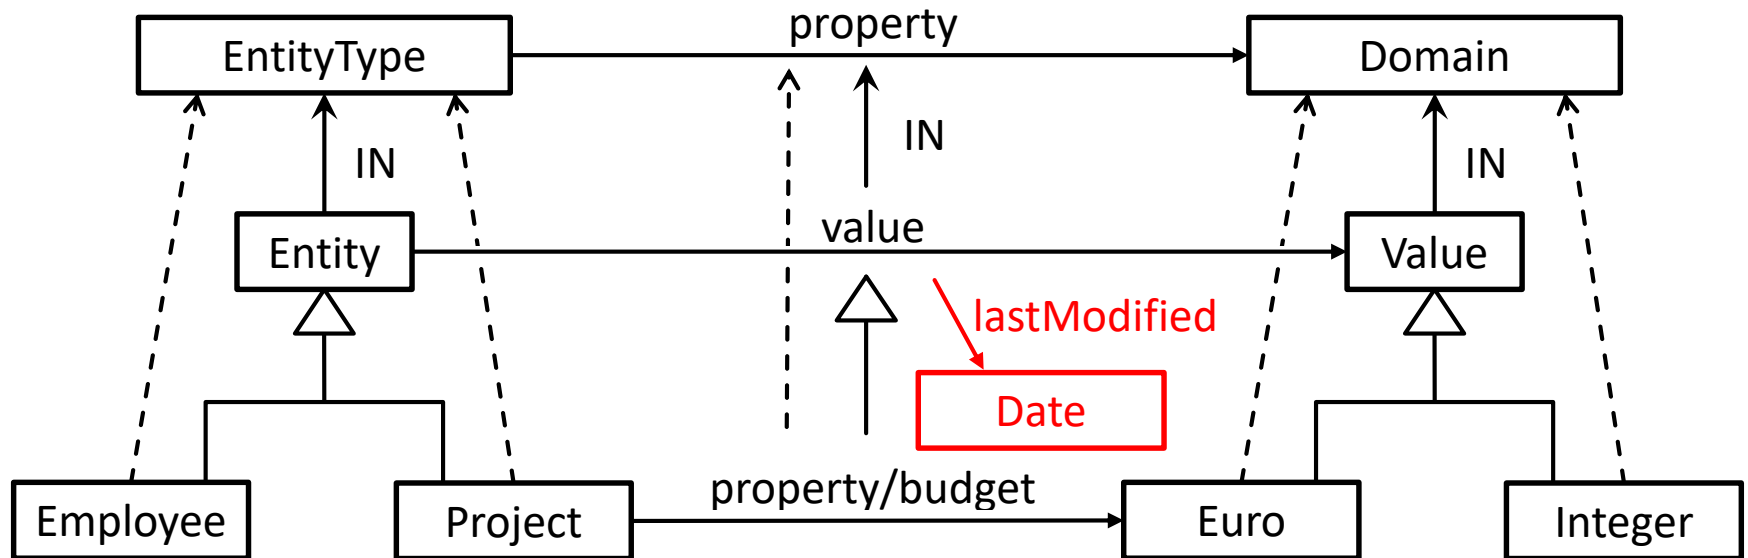 property
EntityType
Domain
IN
IN
IN
value
Entity
Value
lastModified
Date
property/budget
Employee
Project
Euro
Integer